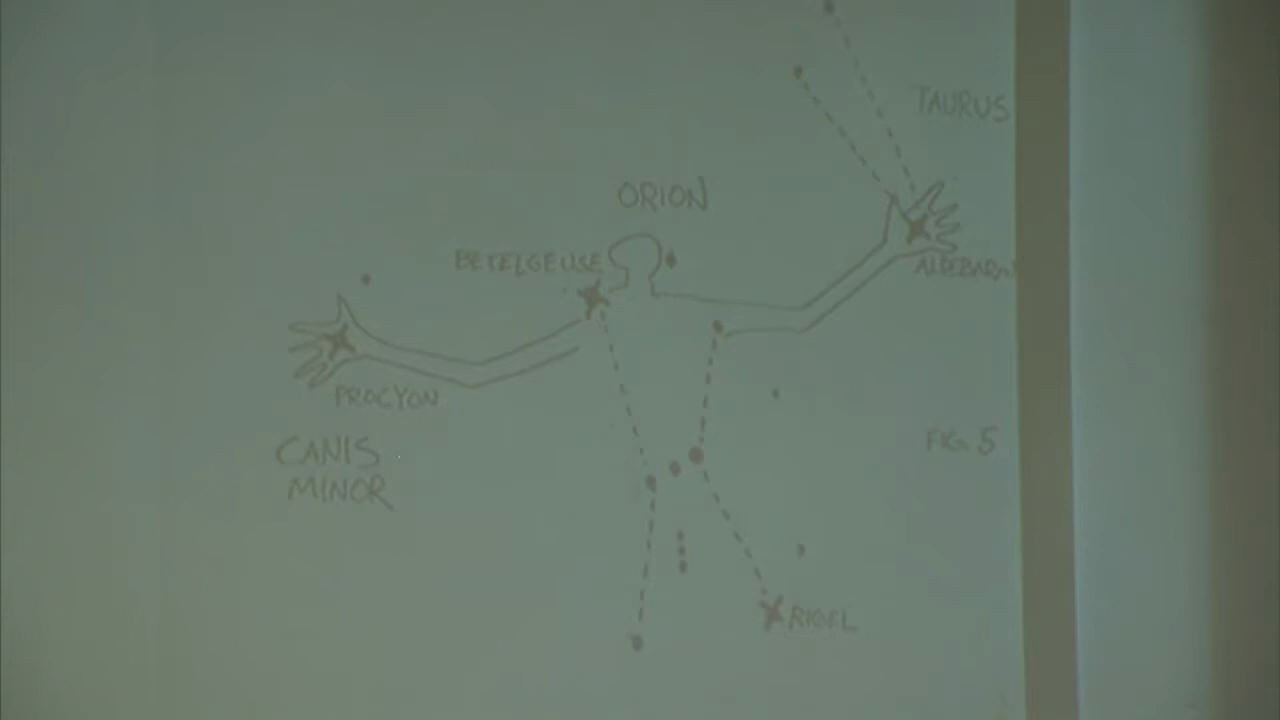 TAURUS
ORION
BETELGEUSE
ALDEBARAN
PROCYON
CANIS
MINOR
FIG. 5
RIGEL